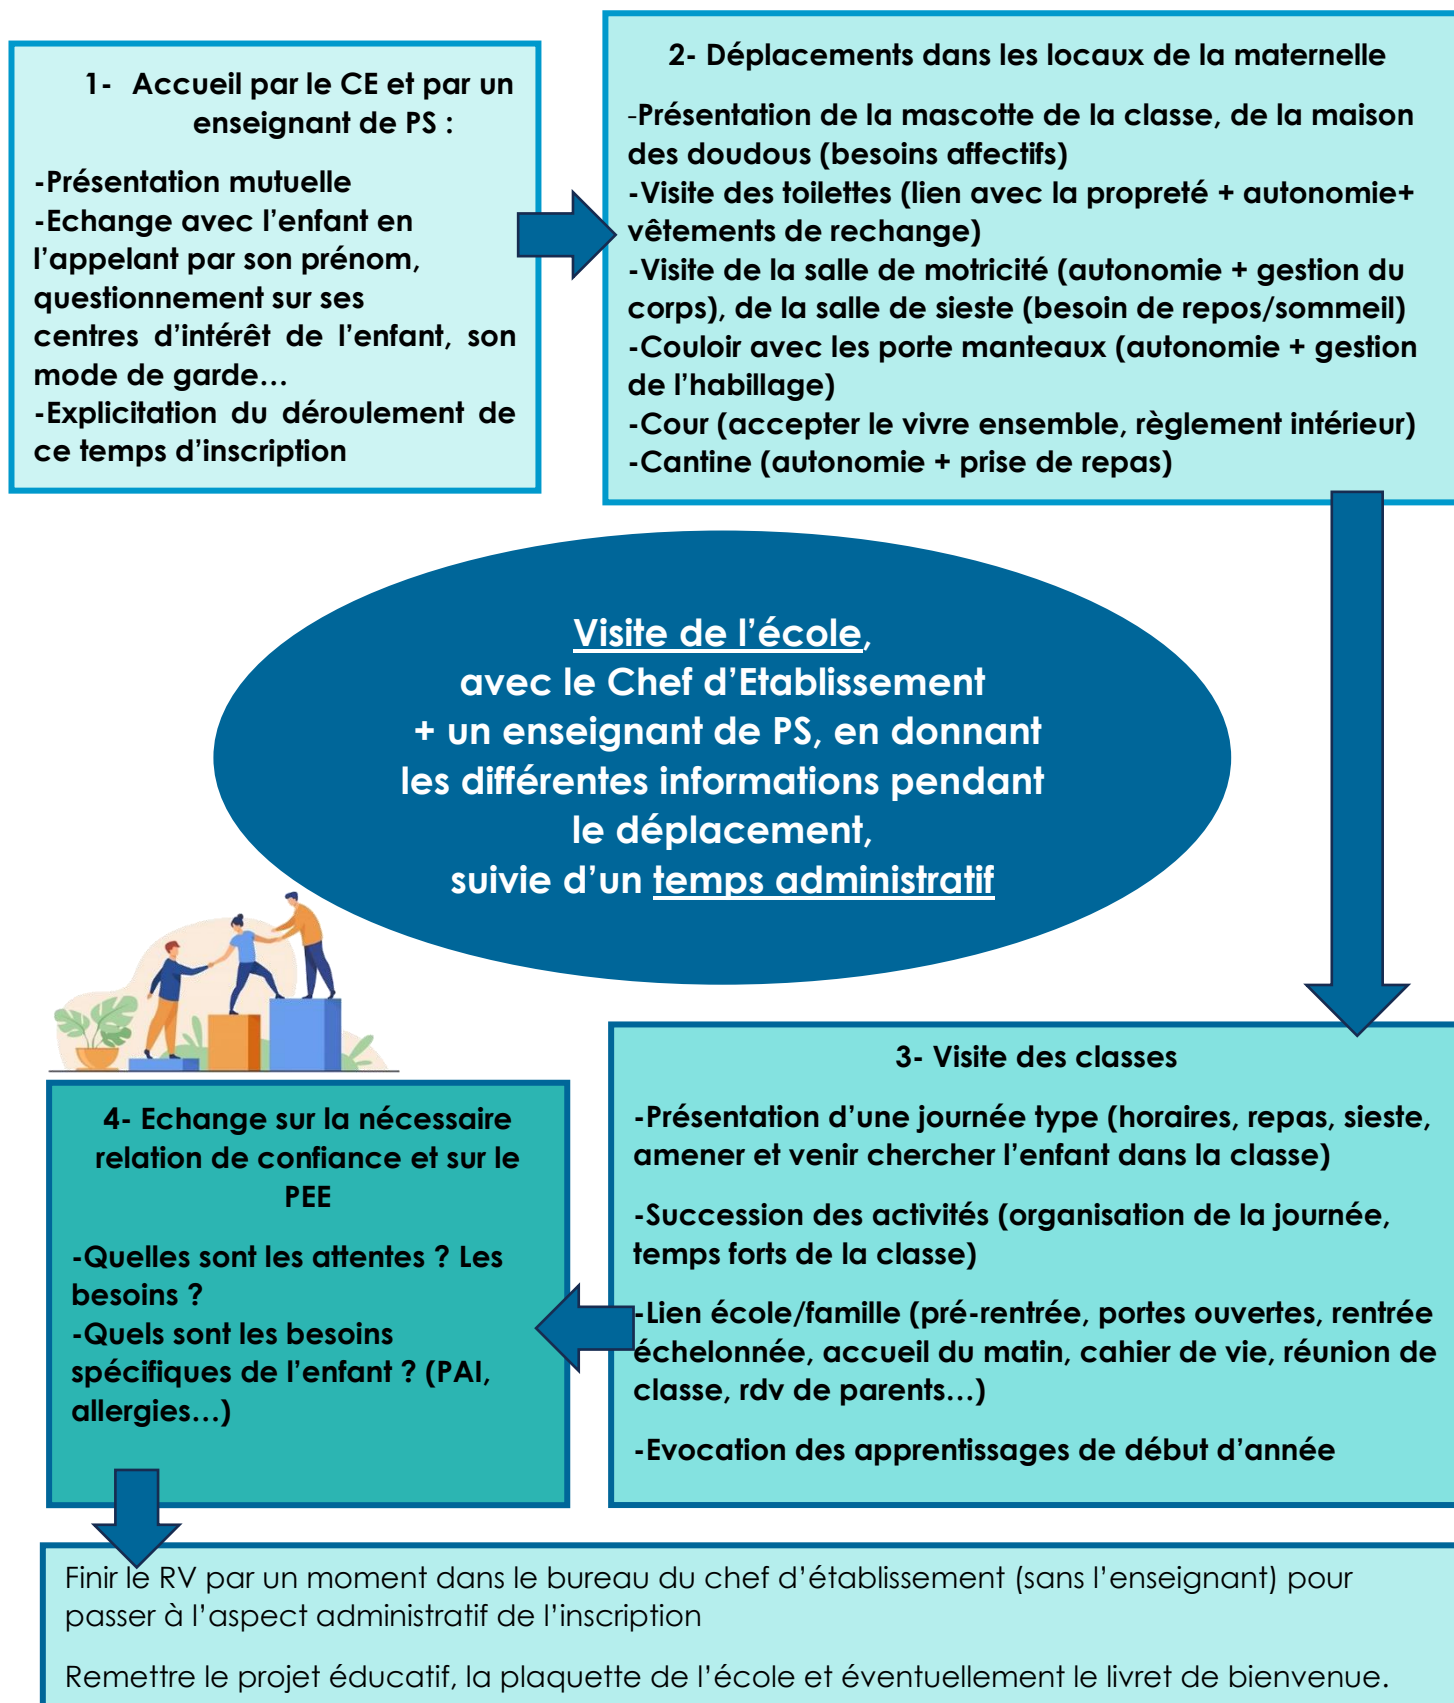 1- Accueil par le CE et par un
enseignant de PS :
-Présentation mutuelle
-Echange avec l’enfant en
l’appelant par son prénom,
questionnement sur ses
centres d’intérêt de l’enfant, son
mode de garde…
-Explicitation du déroulement de
ce temps d’inscription
2- Déplacements dans les locaux de la maternelle
-Présentation de la mascotte de la classe, de la maison
des doudous (besoins affectifs)
-Visite des toilettes (lien avec la propreté + autonomie+
vêtements de rechange)
-Visite de la salle de motricité (autonomie + gestion du
corps), de la salle de sieste (besoin de repos/sommeil)
-Couloir avec les porte manteaux (autonomie + gestion
de l’habillage)
-Cour (accepter le vivre ensemble, règlement intérieur)
-Cantine (autonomie + prise de repas)
Visite de l’école,
avec le Chef d’Etablissement
+ un enseignant de PS, en donnant
les différentes informations pendant
le déplacement,
suivie d’un temps administratif
3- Visite des classes
-Présentation d’une journée type (horaires, repas, sieste,
amener et venir chercher l’enfant dans la classe)
-Succession des activités (organisation de la journée,
temps forts de la classe)
-Lien école/famille (pré-rentrée, portes ouvertes, rentrée
échelonnée, accueil du matin, cahier de vie, réunion de
classe, rdv de parents…)
-Evocation des apprentissages de début d’année
4- Echange sur la nécessaire
relation de confiance et sur le
PEE
-Quelles sont les attentes ? Les
besoins ?
-Quels sont les besoins
spécifiques de l’enfant ? (PAI,
allergies…)
Finir le RV par un moment dans le bureau du chef d’établissement (sans l’enseignant) pour
passer à l’aspect administratif de l’inscription
Remettre le projet éducatif, la plaquette de l’école et éventuellement le livret de bienvenue.